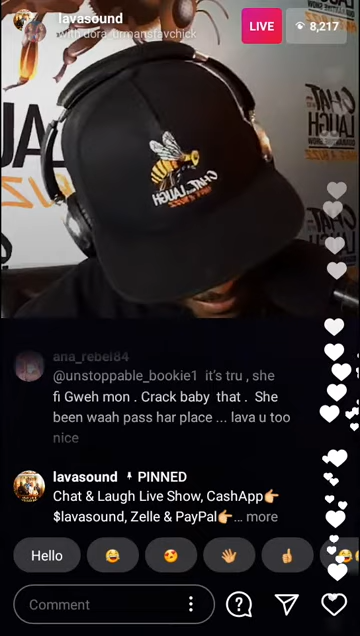 lavasound
with dora_urmansfavchick
LIVE
8,217
CHAT & LAUGH
ana_rebel84
@unstoppable_bookie1 it's tru , she
fi Gweh mon . Crack baby that . She
been waah pass har place ... lava u too
nice
lavasound PINNED
Chat & Laugh Live Show, CashApp👉
$lavasound, Zelle & PayPal👉... more
Hello
Comment